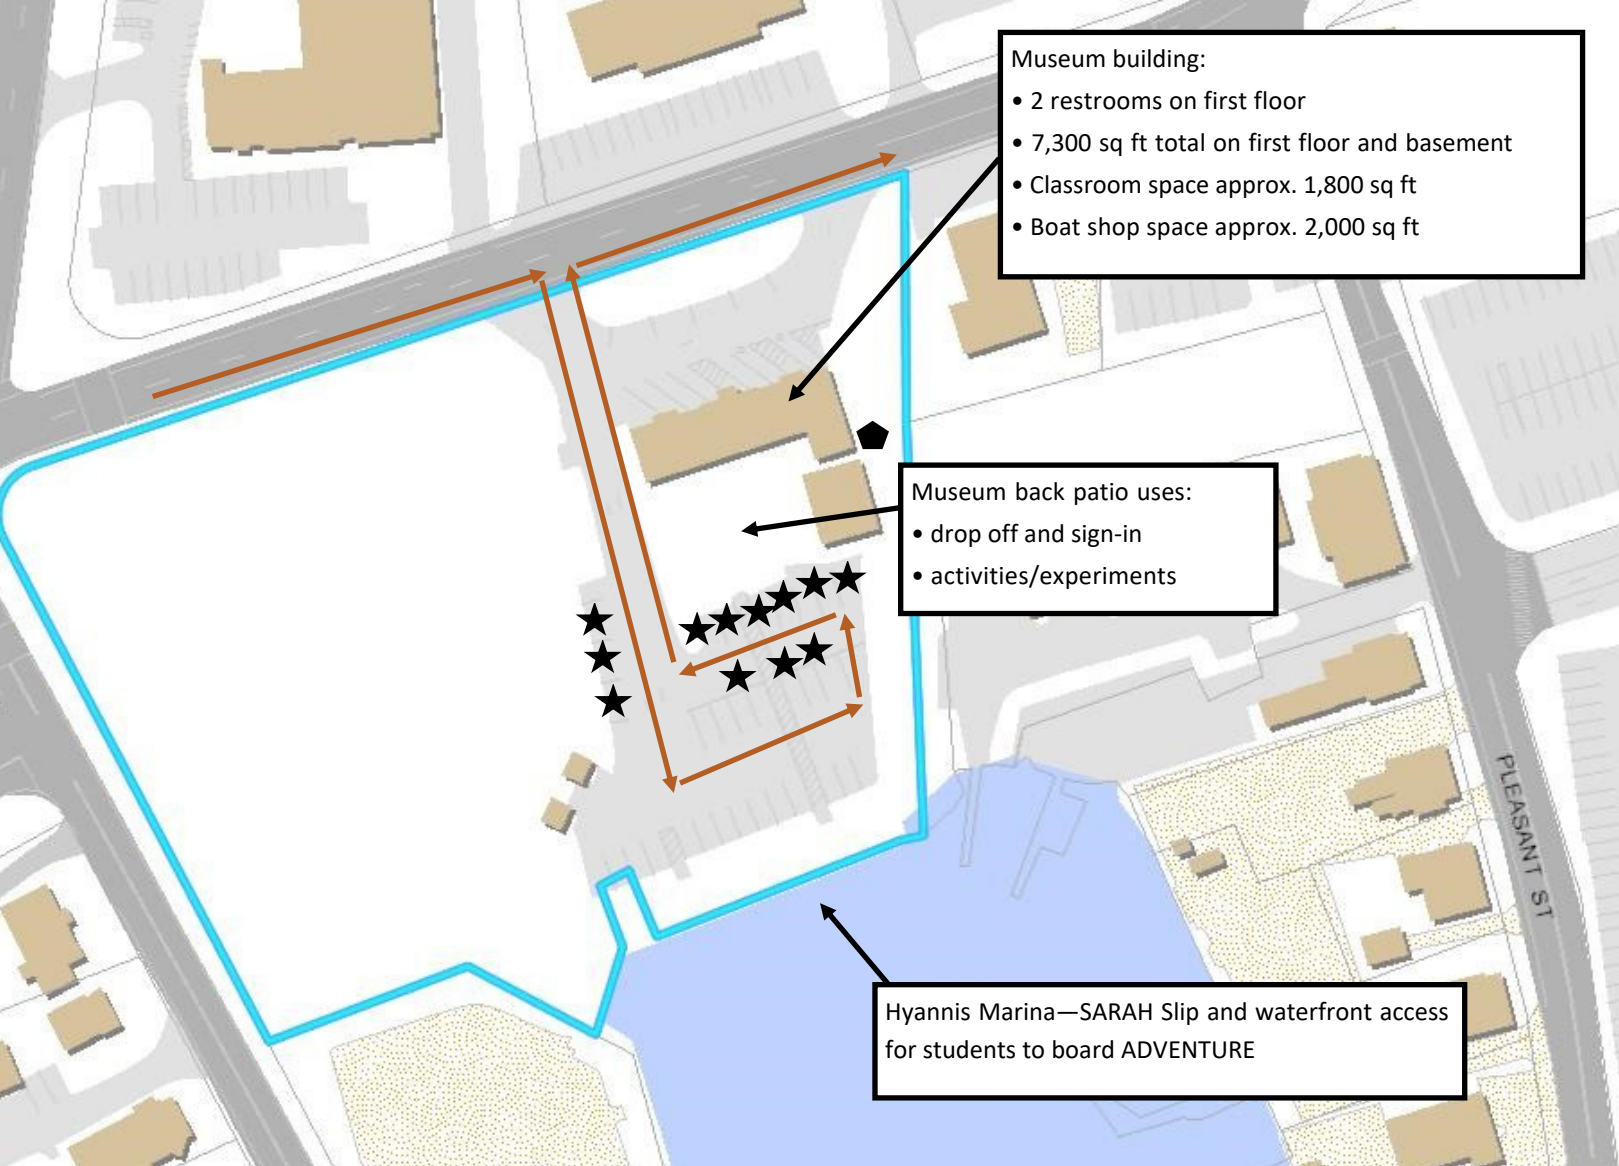 Museum building:
• 2 restrooms on first floor
• 7,300 sq ft total on first floor and basement
• Classroom space approx. 1,800 sq ft
• Boat shop space approx. 2,000 sq ft
Museum back patio uses:
• drop off and sign-in
• activities/experiments
PLEASANT ST
Hyannis Marina—SARAH Slip and waterfront access
for students to board ADVENTURE